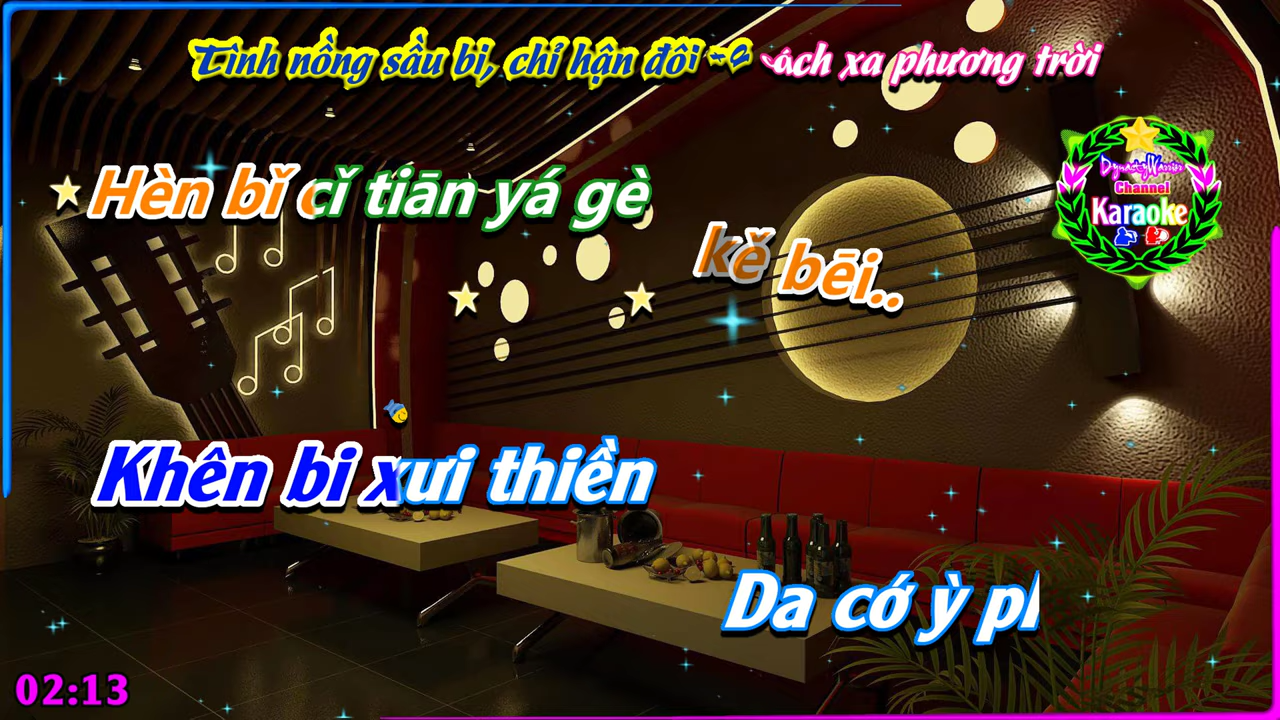 Tình nồng sầu bi, chỉ hận đôi ách xa phương trời
DynastyWarrior
Channel
Karaoke
Hèn bǐ cǐ tiān yá gè
kě bēi..
Khên bi xưi thiền
Da cớ ỳ
02:13